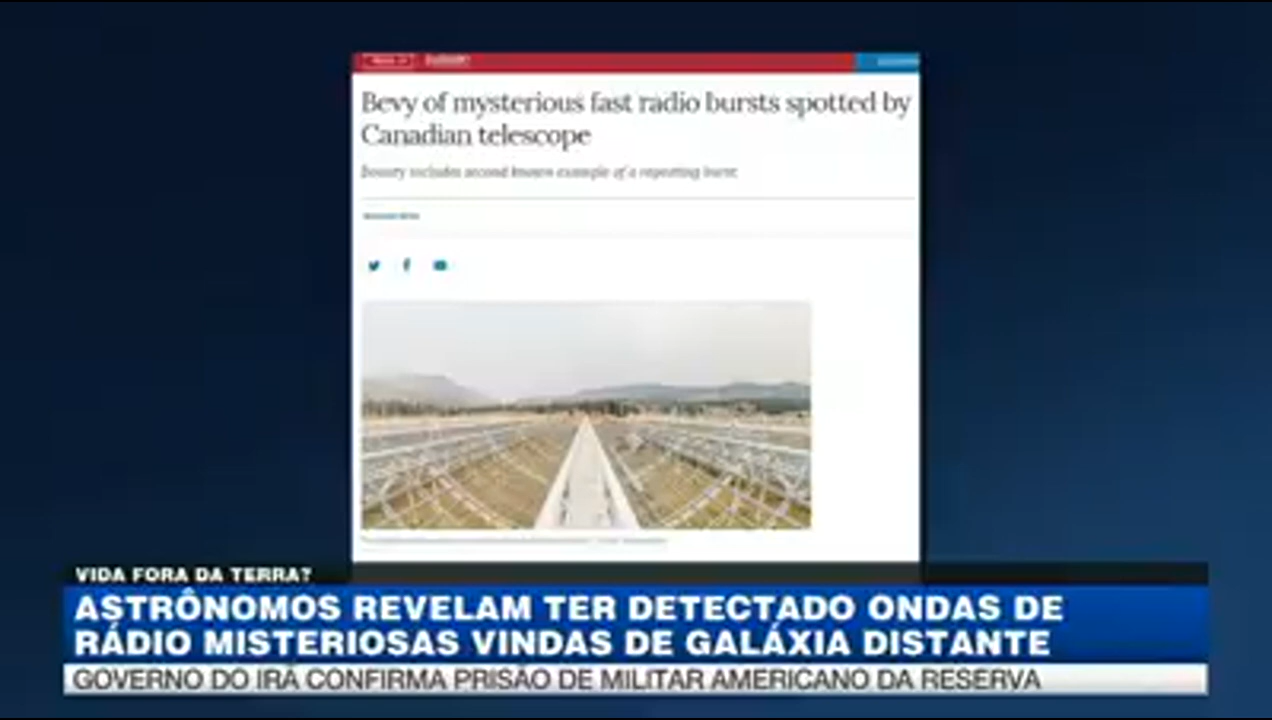 Bevy of mysterious fast radio bursts spotted by
Canadian telescope
Bounty includes second known example of a repeating burst
VIDA FORA DA TERRA?
ASTRÔNOMOS REVELAM TER DETECTADO ONDAS DE
RÁDIO MISTERIOSAS VINDAS DE GALÁXIA DISTANTE
GOVERNO DO IRÃ CONFIRMA PRISÃO DE MILITAR AMERICANO DA RESERVA